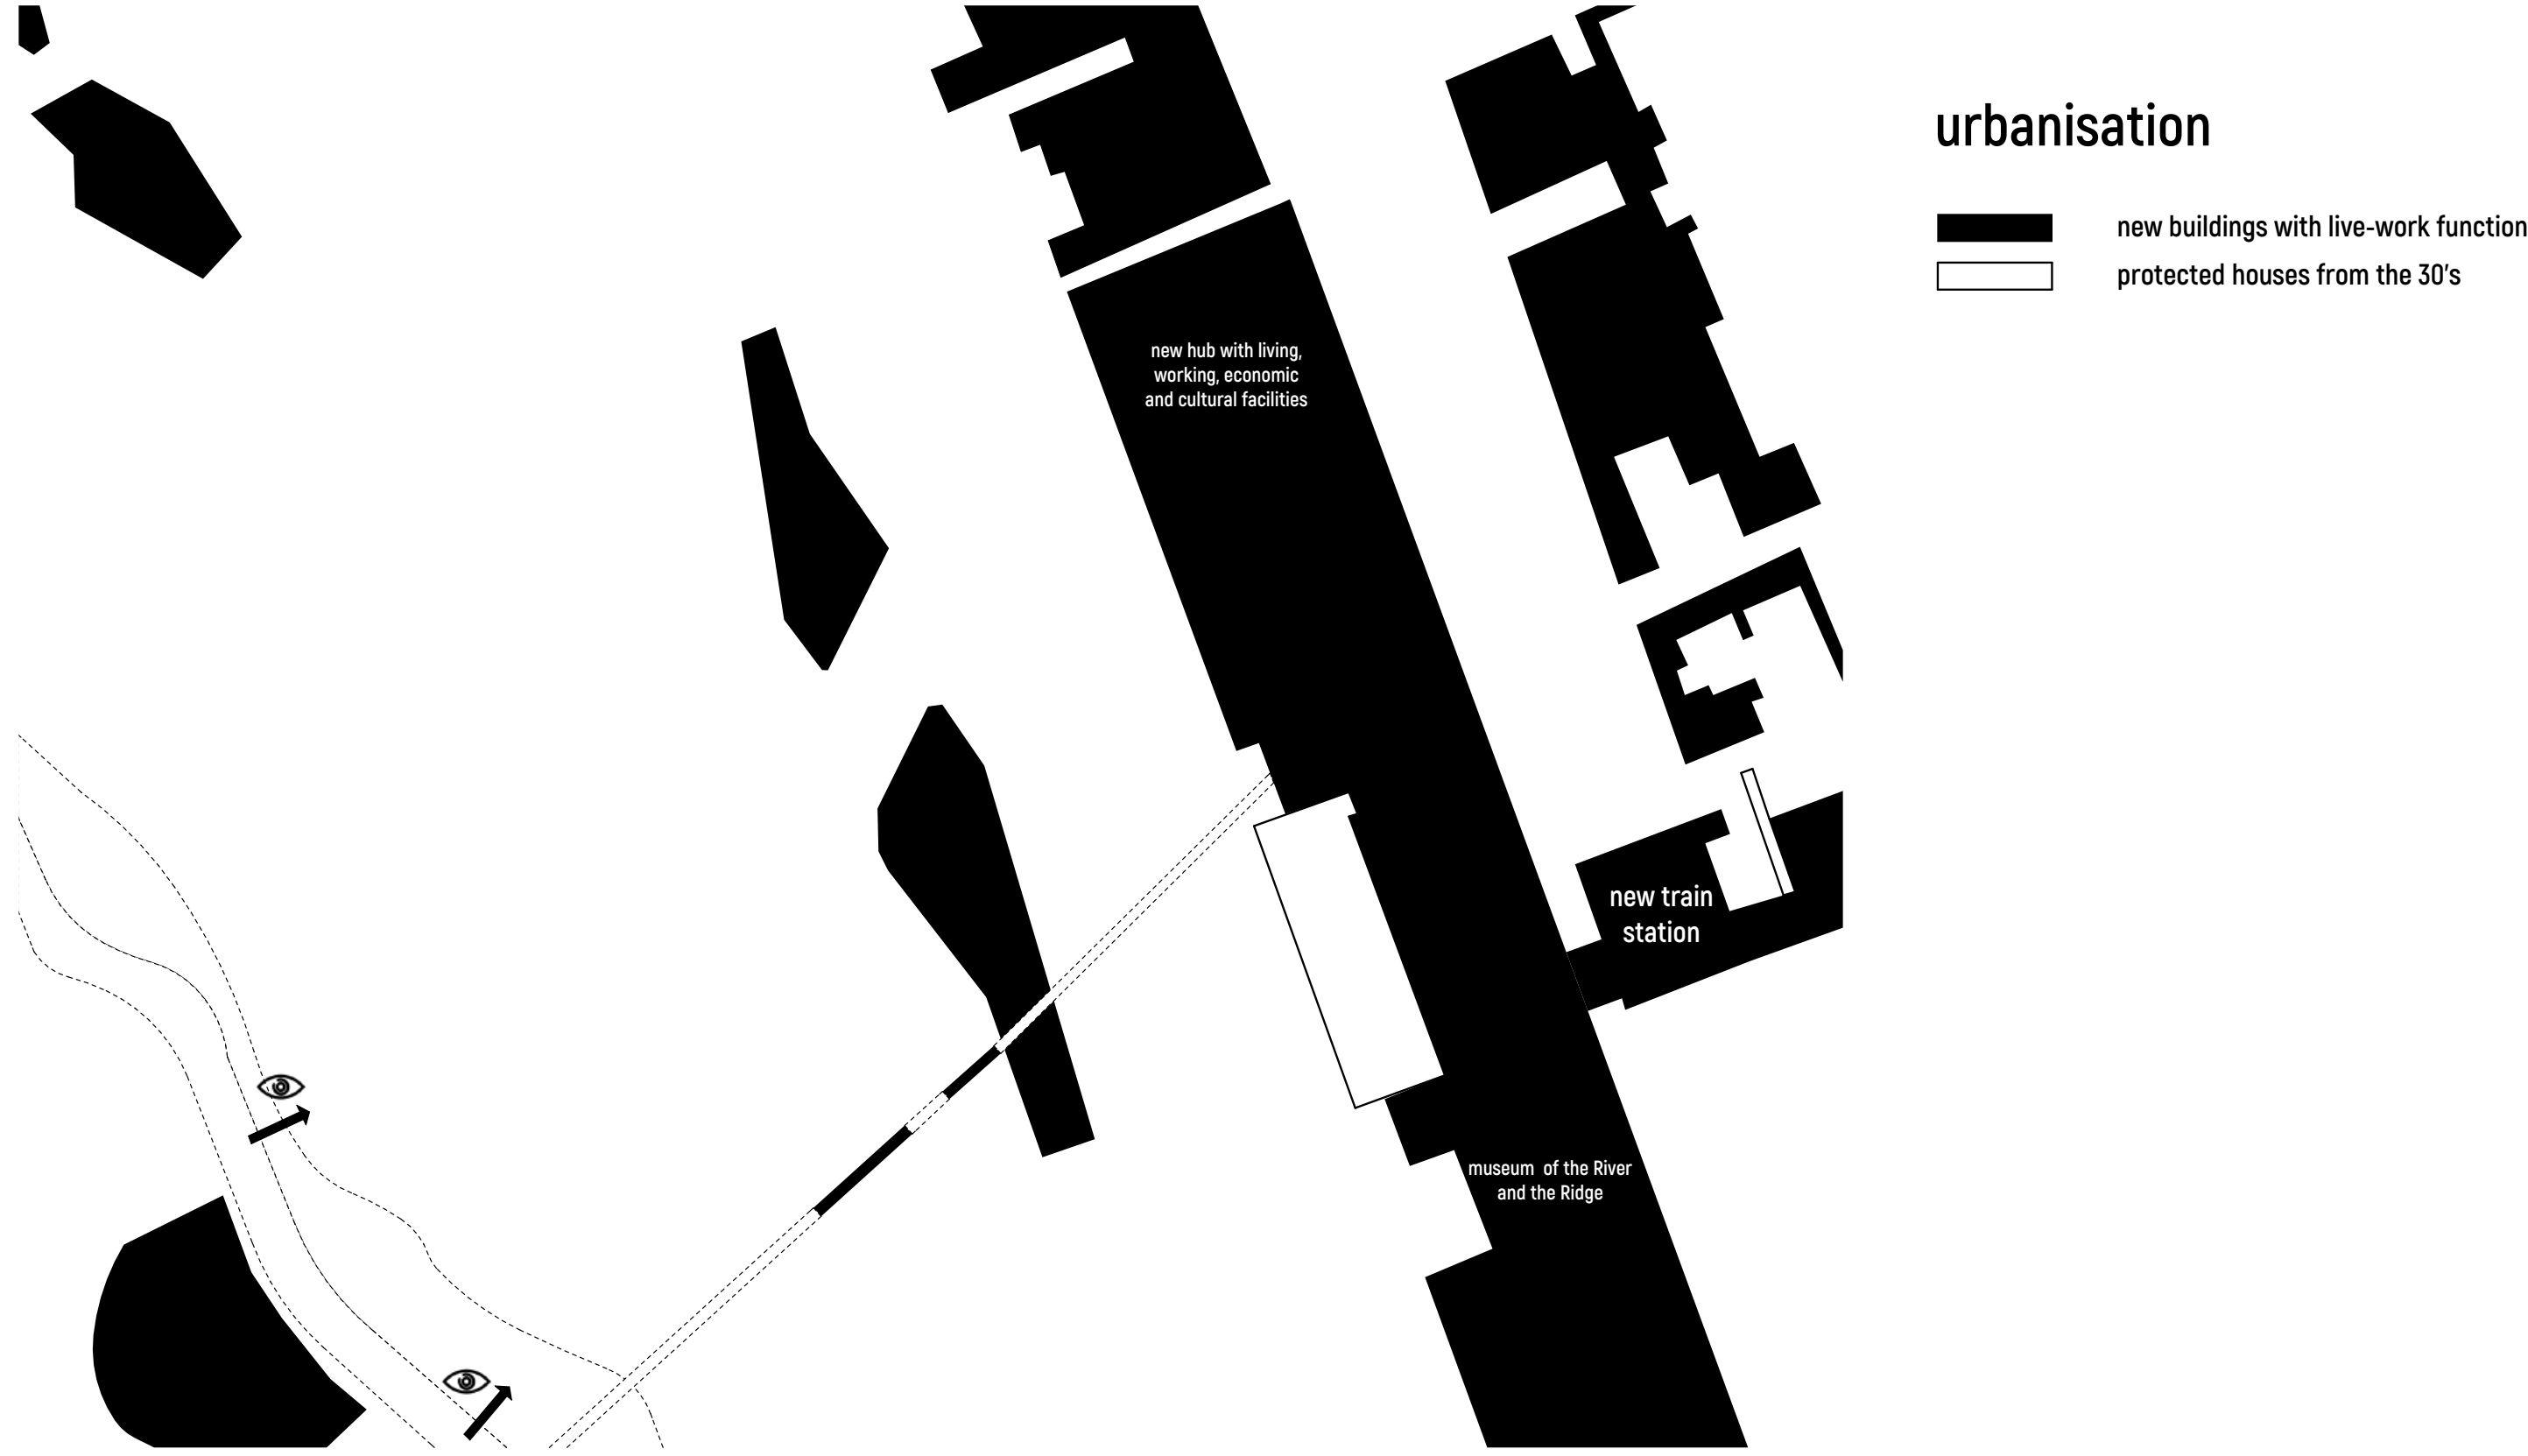 urbanisation
new buildings with live-work function
protected houses from the 30's
new hub with living,
working, economic
and cultural facilities
new train
station
museum of the River
and the Ridge